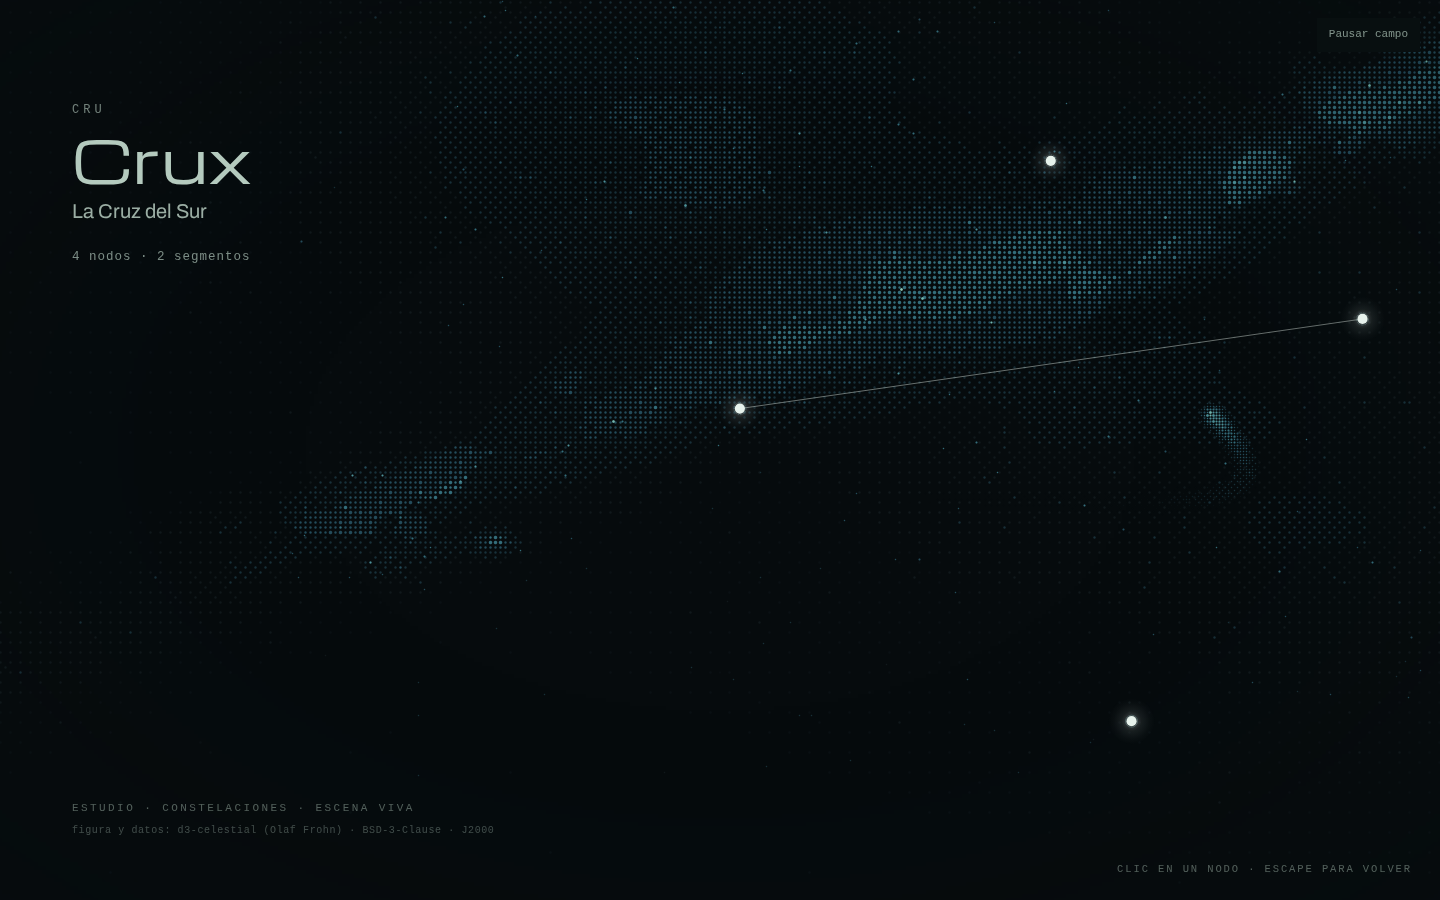 Pausar campo
CRU
Crux
La Cruz del Sur
4 nodos · 2 segmentos
ESTUDIO · CONSTELACIONES · ESCENA VIVA
figura y datos: d3-celestial (Olaf Frohn) · BSD-3-Clause · J2000
CLIC EN UN NODO · ESCAPE PARA VOLVER